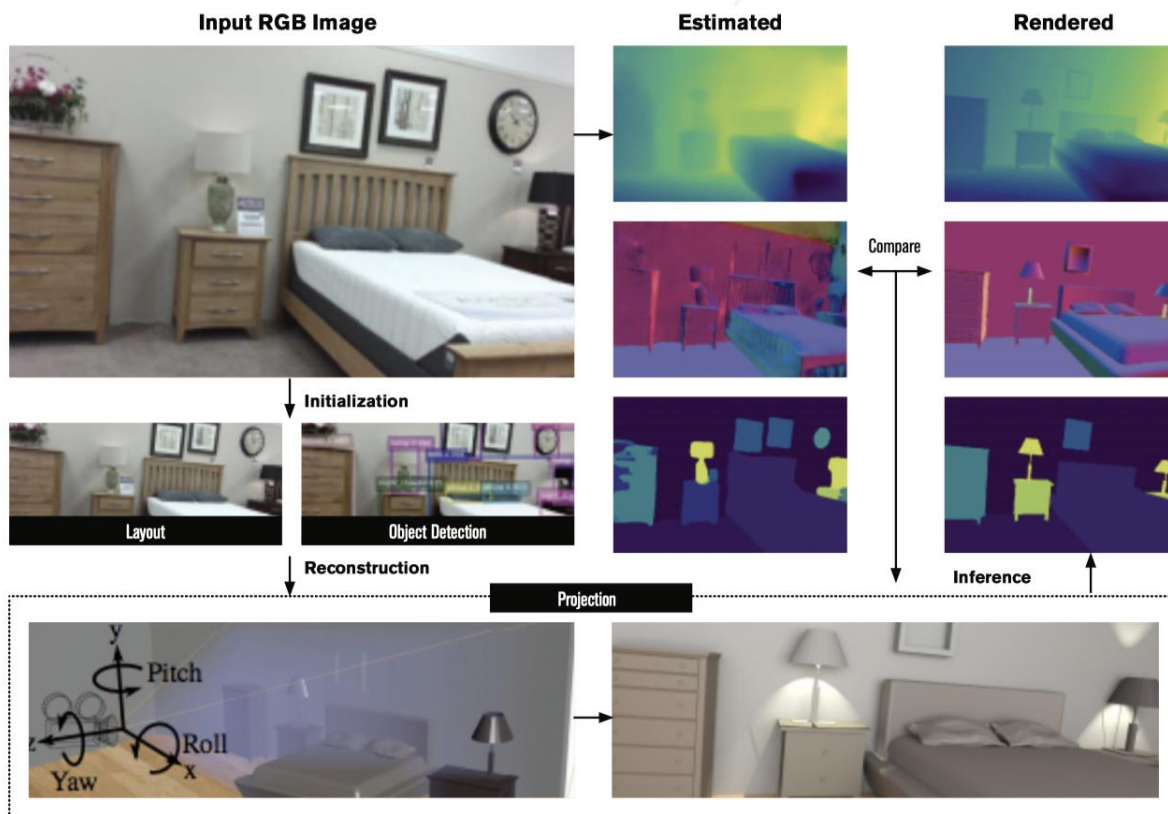 Input RGB Image
Estimated
Rendered
Compare
Initialization
Layout
Object Detection
Reconstruction
Inference
Projection
y
Pitch
z
Roll
x
Yaw